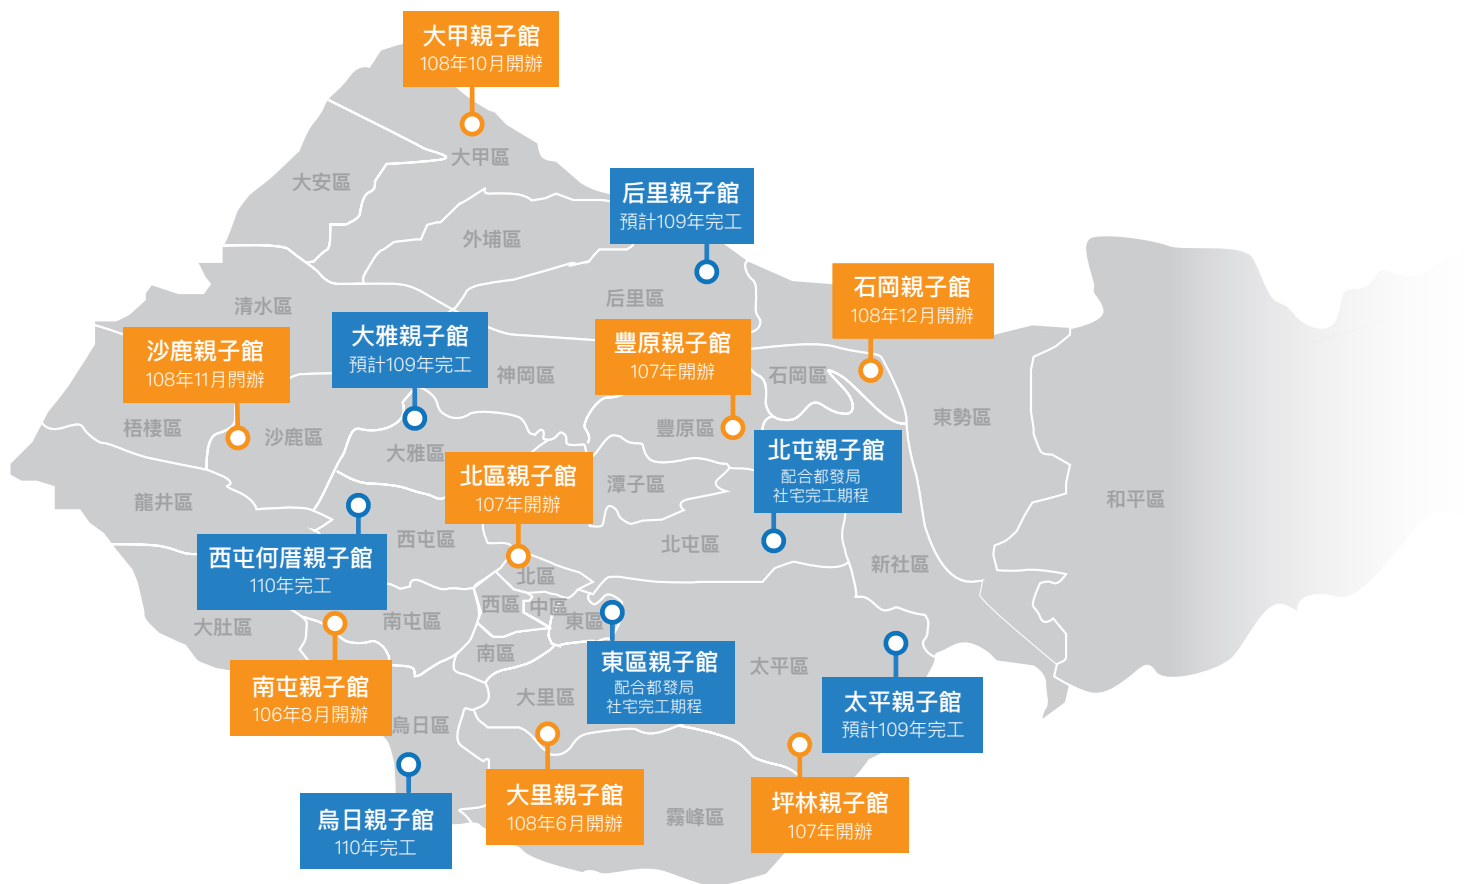 大甲親子館
108年10月開辦
大甲區
大安區
后里親子館
預計109年完工
外埔區
石岡親子館
108年12月開辦
后里區
清水區
大雅親子館
預計109年完工
豐原親子館
107年開辦
沙鹿親子館
108年11月開辦
神岡區
石岡區
東勢區
梧棲區
沙鹿區
豐原區
大雅區
北屯親子館
配合都發局
社宅完工期程
北區親子館
107年開辦
潭子區
龍井區
和平區
西屯區
北屯區
新社區
西屯何厝親子館
110年完工
北區
西區
中區
東區
大肚區
南屯區
南區
東區親子館
配合都發局
社宅完工期程
太平區
南屯親子館
106年8月開辦
大里區
太平親子館
預計109年完工
烏日區
大里親子館
108年6月開辦
坪林親子館
107年開辦
霧峰區
烏日親子館
110年完工